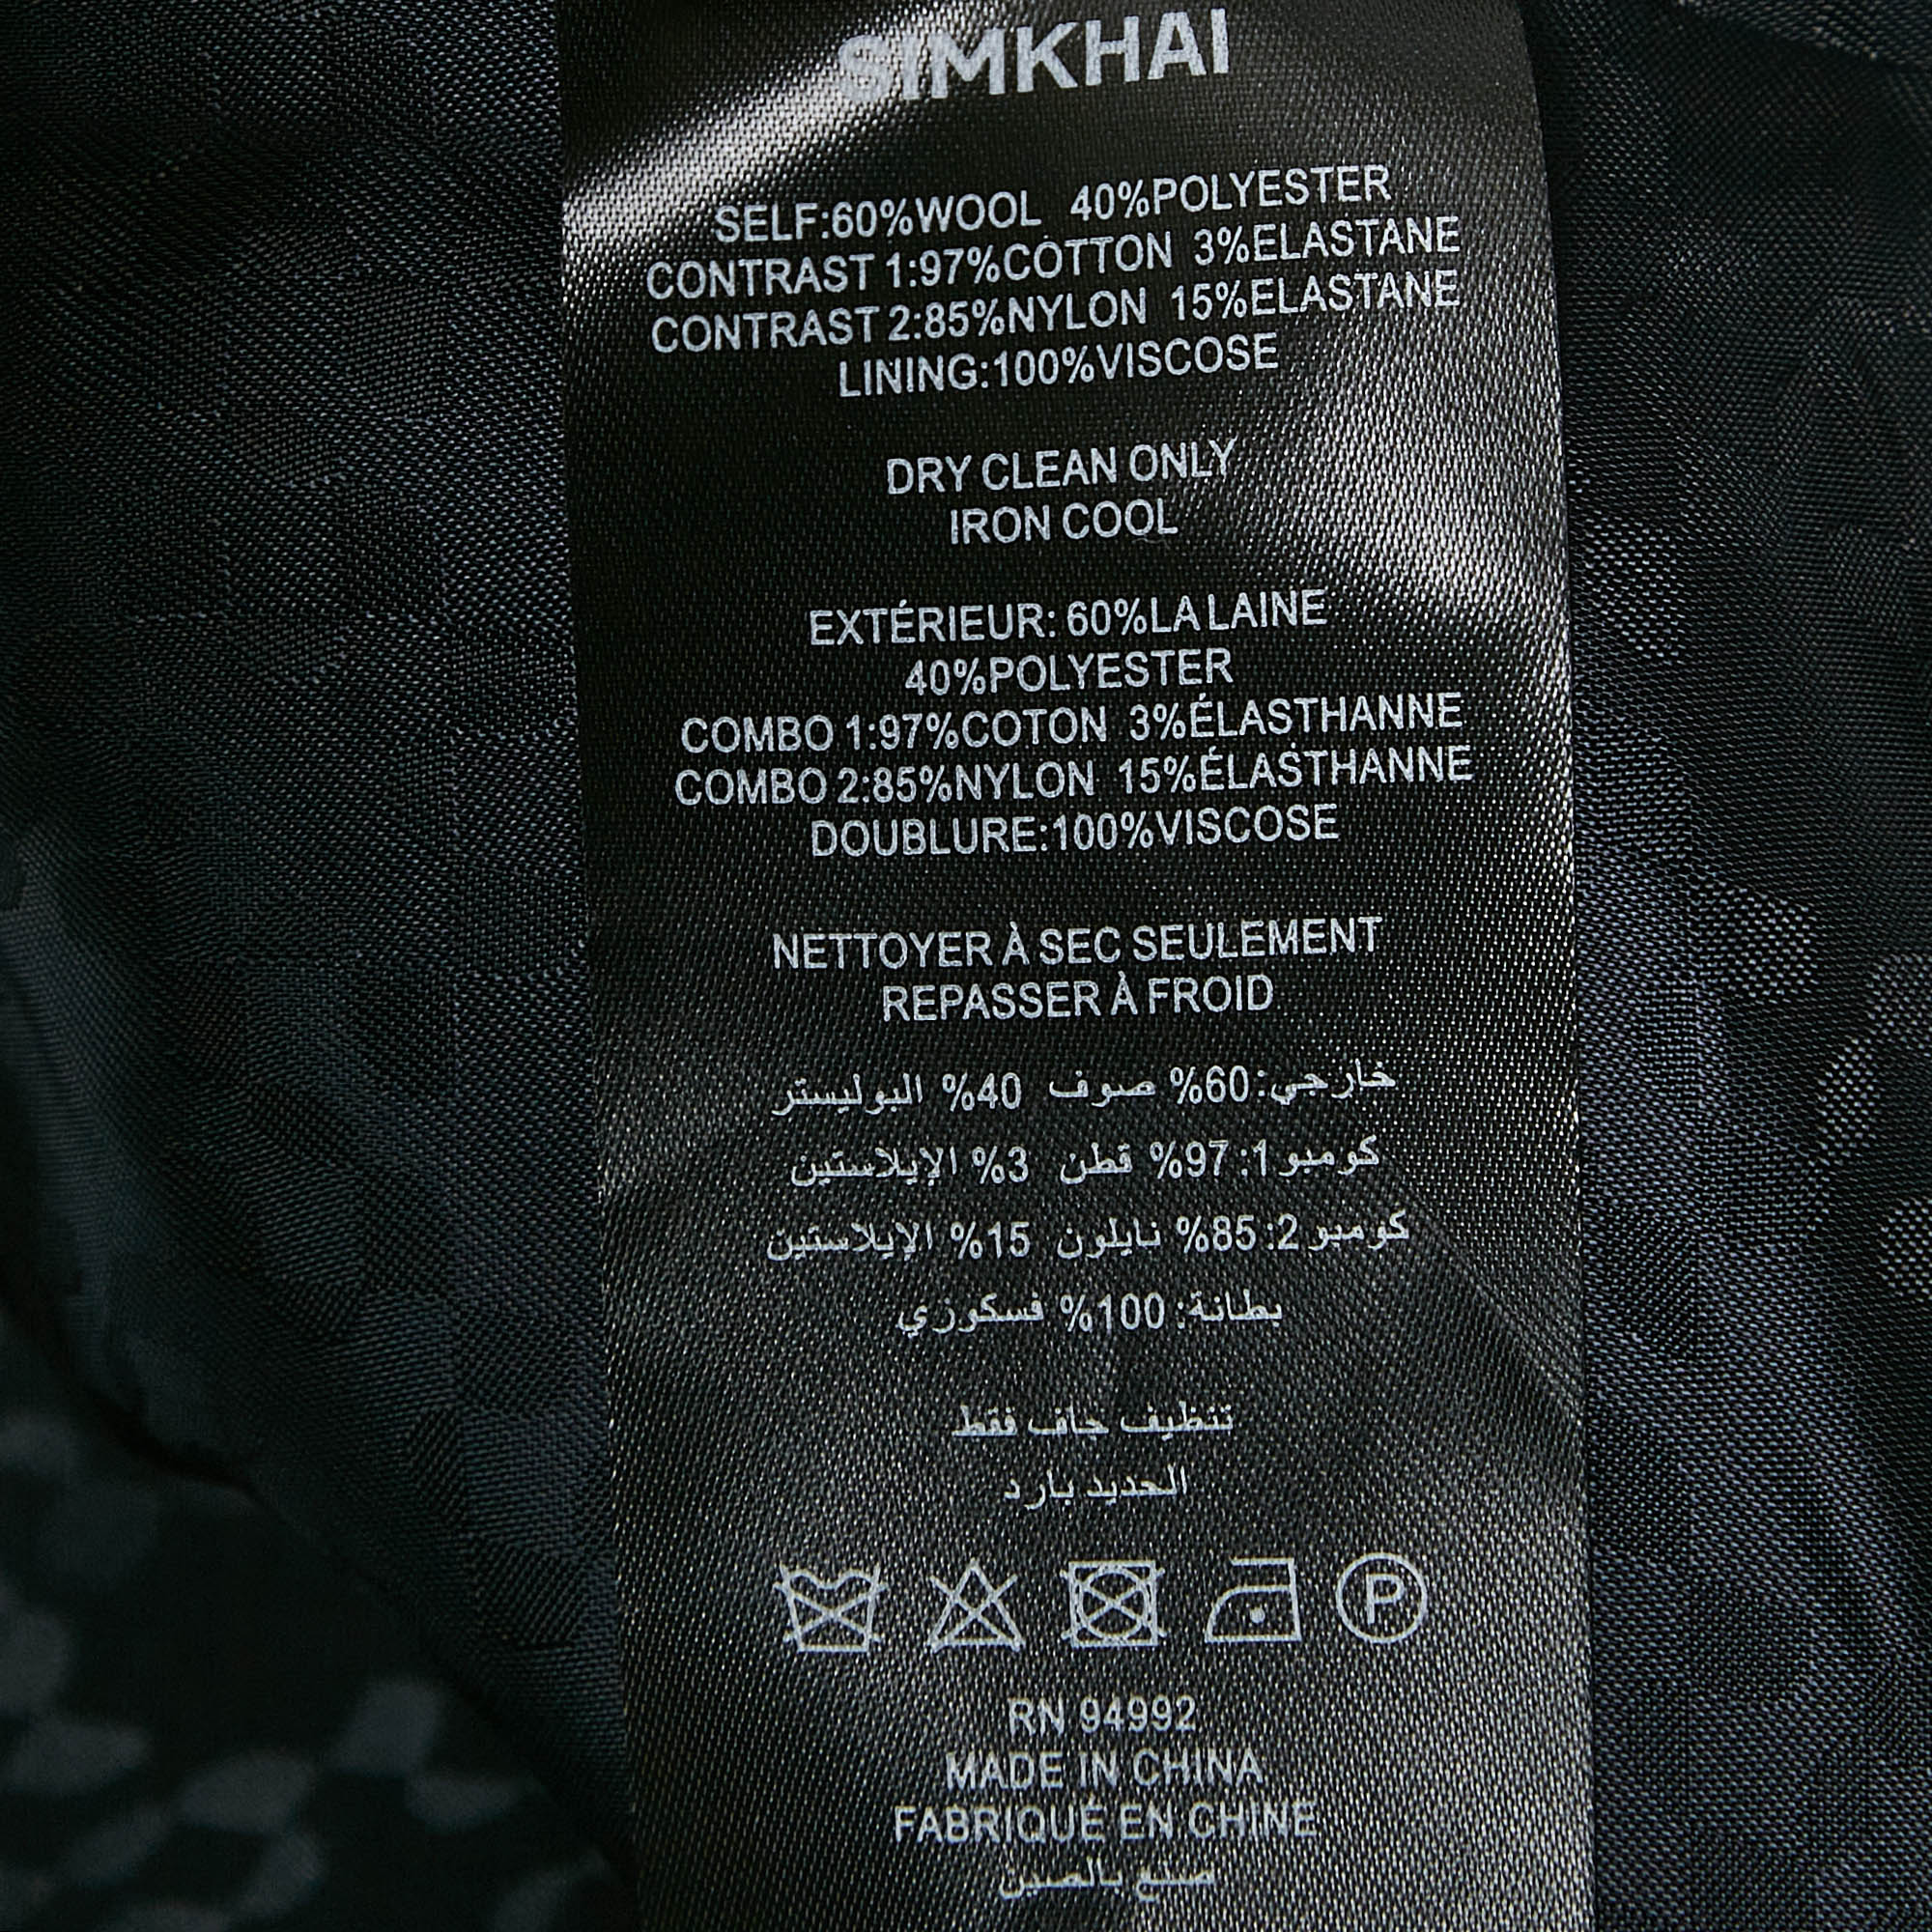 SIMKHAI
SELF:60%WOOL 40%POLYESTER
CONTRAST 1:97%COTTON 3%ELASTANE
CONTRAST 2:85%NYLON 15%ELASTANE
LINING:100%VISCOSE
DRY CLEAN ONLY
IRON COOL
EXTÉRIEUR: 60%LA LAINE
40%POLYESTER
COMBO 1:97%COTON 3%ÉLASTHANNE
COMBO 2:85%NYLON 15%ÉLASTHANNE
DOUBLURE:100%VISCOSE
NETTOYER À SEC SEULEMENT
REPASSER À FROID
خارجي:60% صوف 40% البوليستر
كومبو 1:97% قطن 3% الإيلاستين
كومبو 2:85% نايلون 15% الإيلاستين
بطانة:100% فسكوزي
تنظيف جاف فقط
الحديد بارد
P
RN 94992
MADE IN CHINA
FABRIQUÉ EN CHINE
صنع بالصين